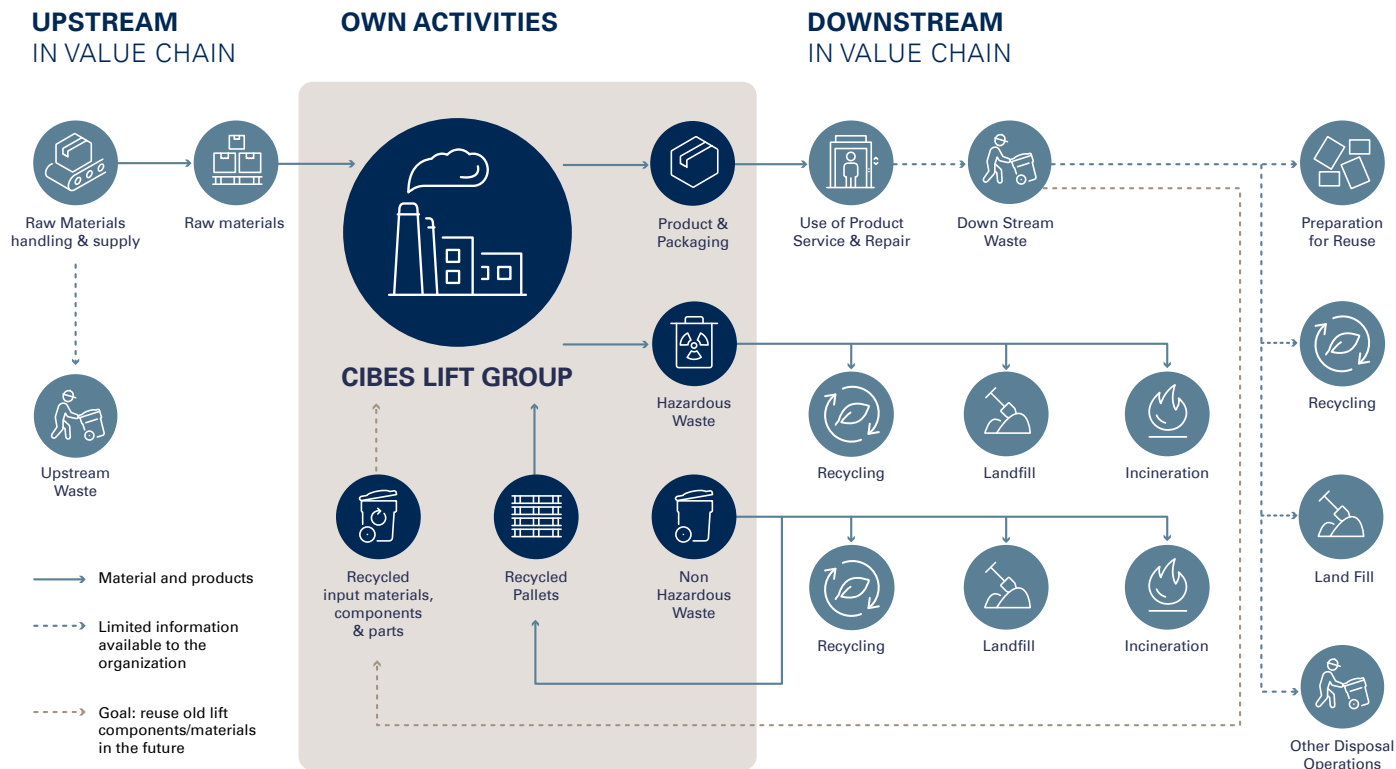 UPSTREAM
IN VALUE CHAIN
OWN ACTIVITIES
DOWNSTREAM
IN VALUE CHAIN
Raw Materials
handling & supply
Raw materials
Product &
Packaging
Use of Product
Service & Repair
Down Stream
Waste
Preparation
for Reuse
CIBES LIFT GROUP
Hazardous
Waste
Recycling
Landfill
Incineration
Recycling
Upstream
Waste
Recycled
input materials,
components
& parts
Recycled
Pallets
Non
Hazardous
Waste
Recycling
Landfill
Incineration
Land Fill
Other Disposal
Operations
Material and products
Limited information
available to the
organization
Goal: reuse old lift
components/materials
in the future